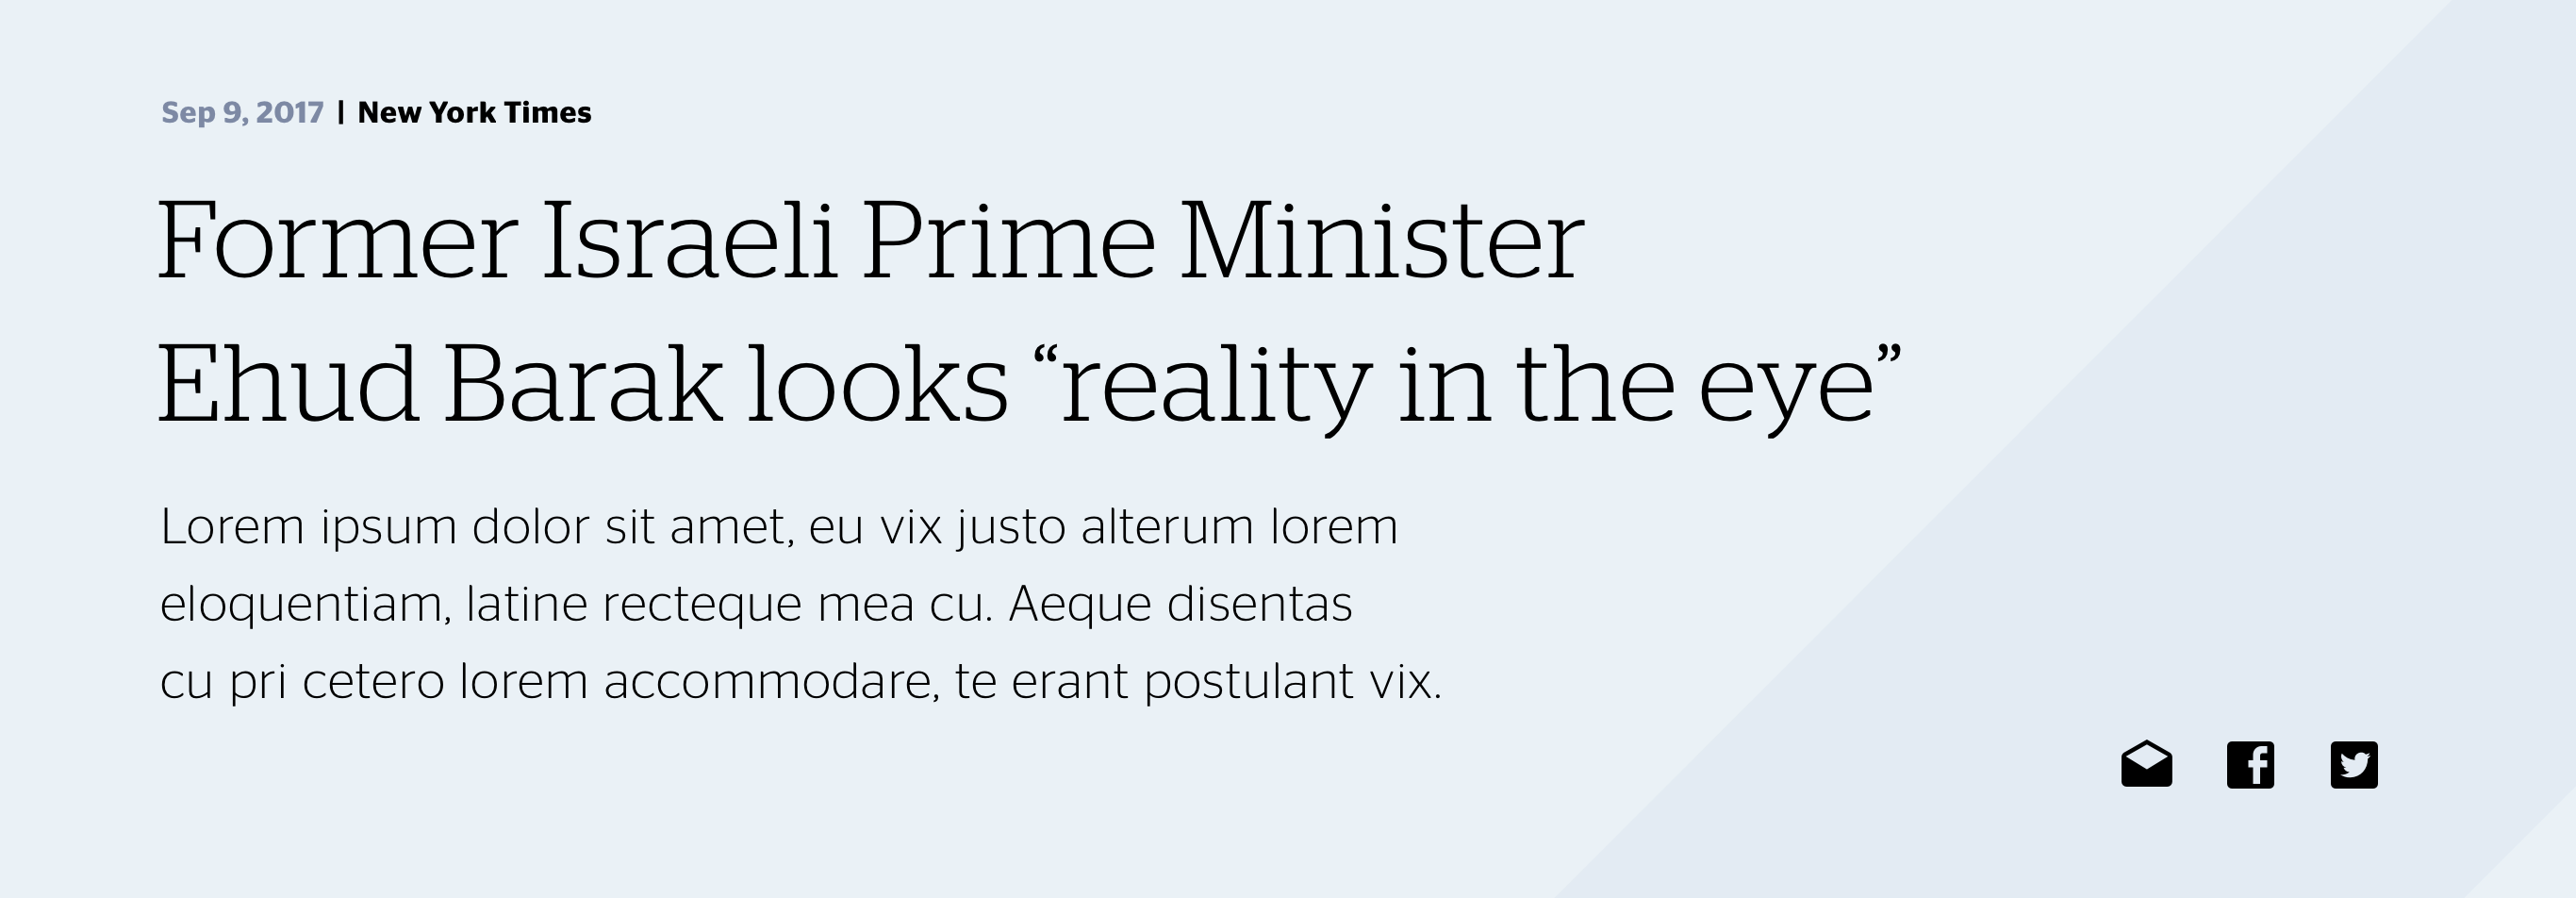 Sep 9, 2017 | New York Times
Former Israeli Prime Minister
Ehud Barak looks “reality in the eye”
Lorem ipsum dolor sit amet, eu vix justo alterum lorem
eloquentiam, latine recteque mea cu. Aeque disentas
cu pri cetero lorem accommodare, te erant postulant vix.